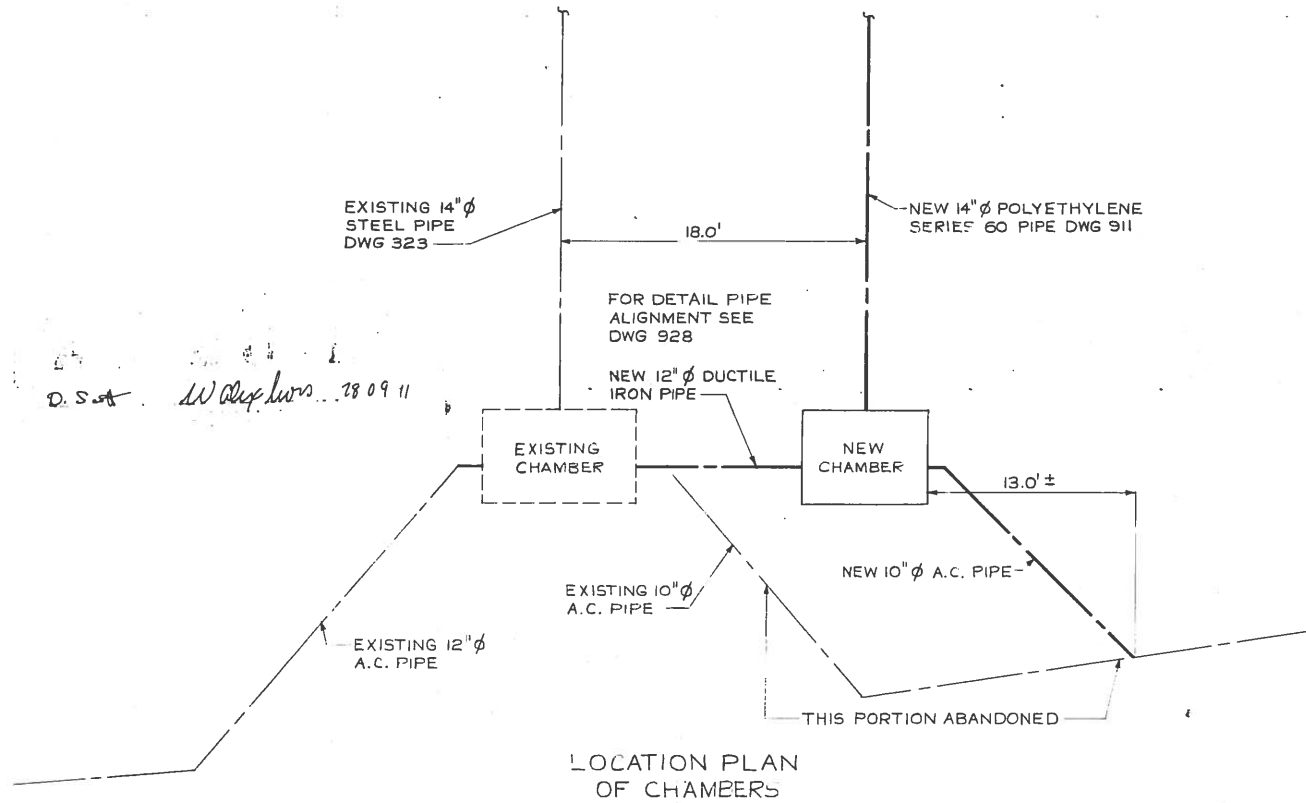 EXISTING 14"φ
STEEL PIPE
DWG 323
18.0'
NEW 14"φ POLYETHYLENE
SERIES 60 PIPE DWG 911
FOR DETAIL PIPE
ALIGNMENT SEE
DWG 928
NEW 12"φ DUCTILE
IRON PIPE
D. Scott
28 09 11
EXISTING
CHAMBER
NEW
CHAMBER
13.0' ±
NEW 10"φ A.C. PIPE
EXISTING 10"φ
A.C. PIPE
EXISTING 12"φ
A.C. PIPE
THIS PORTION ABANDONED
LOCATION PLAN
OF CHAMBERS